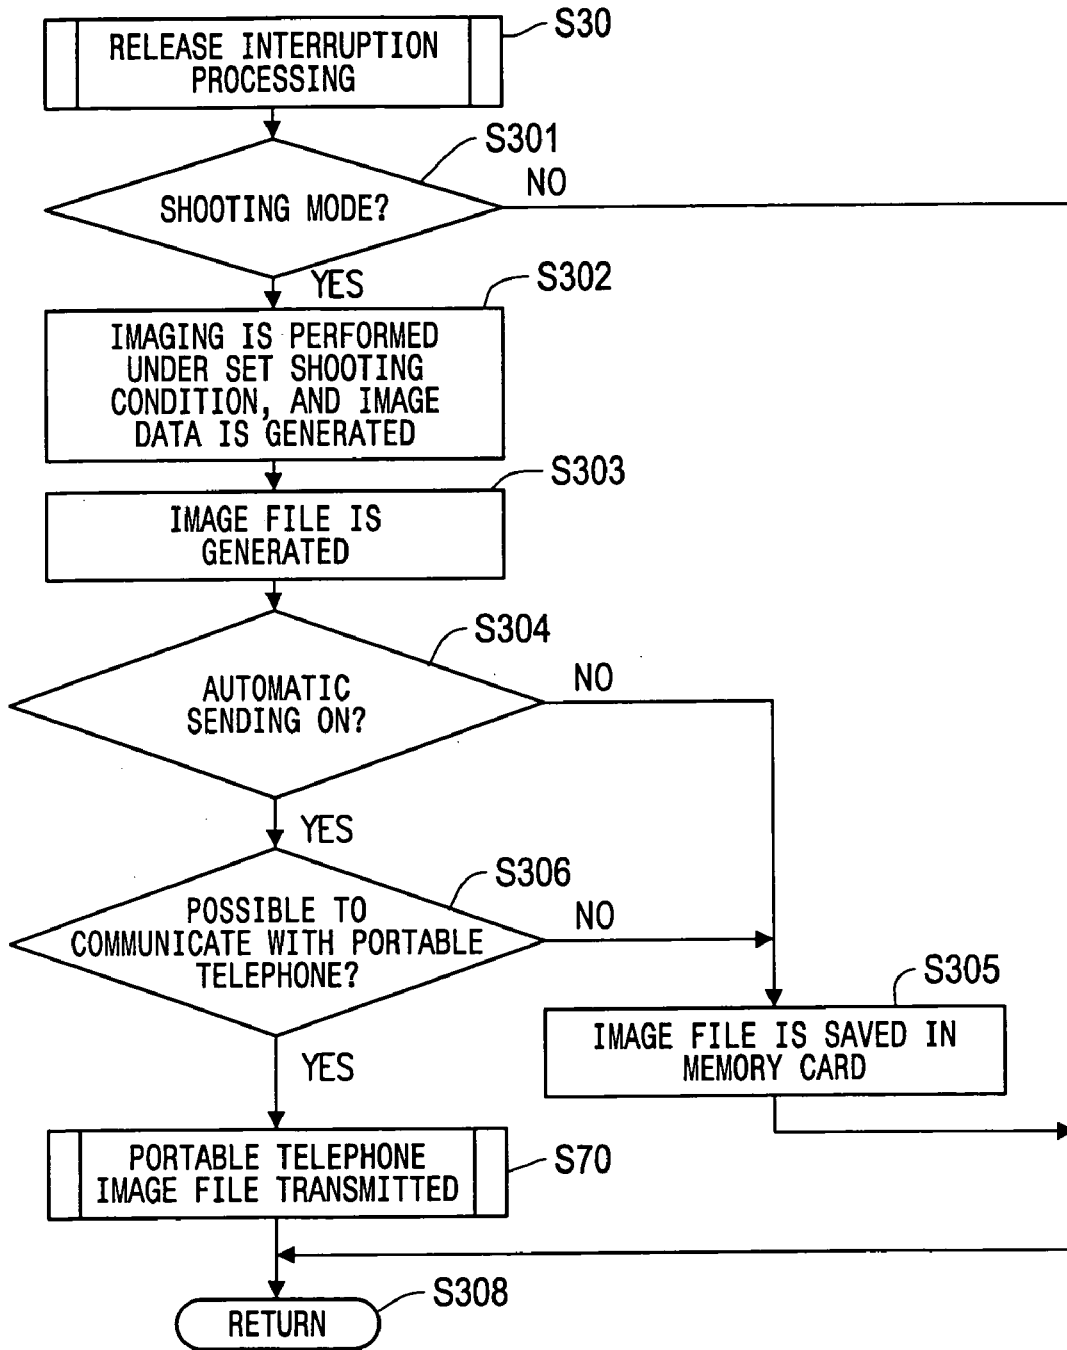 S30
RELEASE INTERRUPTION
PROCESSING
S301
SHOOTING MODE?
NO
YES
S302
IMAGING IS PERFORMED
UNDER SET SHOOTING
CONDITION, AND IMAGE
DATA IS GENERATED
S303
IMAGE FILE IS
GENERATED
S304
AUTOMATIC
SENDING ON?
NO
YES
S306
POSSIBLE TO
COMMUNICATE WITH PORTABLE
TELEPHONE?
NO
YES
S305
IMAGE FILE IS SAVED IN
MEMORY CARD
PORTABLE TELEPHONE
IMAGE FILE TRANSMITTED
S70
S308
RETURN